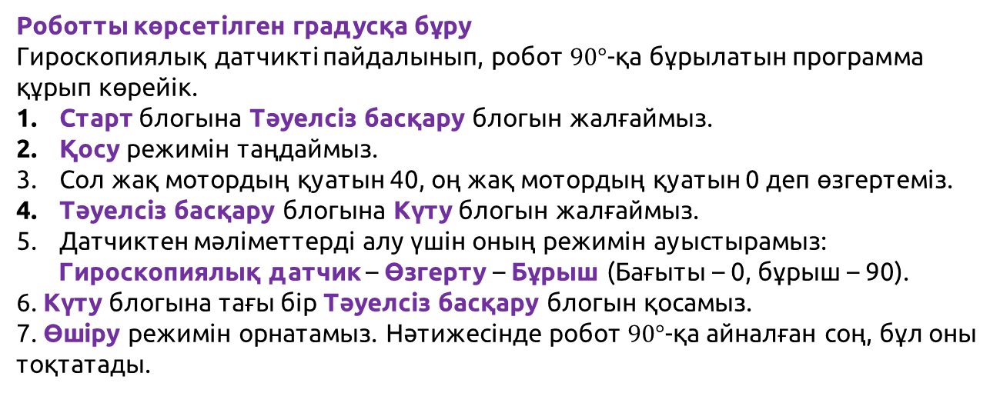 Роботты көрсетілген градусқа бұру
Гироскопиялық датчикті пайдалынып, робот 90°-қа бұрылатын программа
құрып көрейік.
1. Старт блогына Тәуелсіз басқару блогын жалғаймыз.
2. Қосу режимін таңдаймыз.
3. Сол жақ мотордың қуатын 40, оң жақ мотордың қуатын 0 деп өзгертеміз.
4. Тәуелсіз басқару блогына Күту блогын жалғаймыз.
5. Датчиктен мәліметтерді алу үшін оның режимін ауыстырамыз:
Гироскопиялық датчик – Өзгерту – Бұрыш (Бағыты – 0, бұрыш – 90).
6. Күту блогына тағы бір Тәуелсіз басқару блогын қосамыз.
7. Өшіру режимін орнатамыз. Нәтижесінде робот 90°-қа айналған соң, бұл оны
тоқтатады.